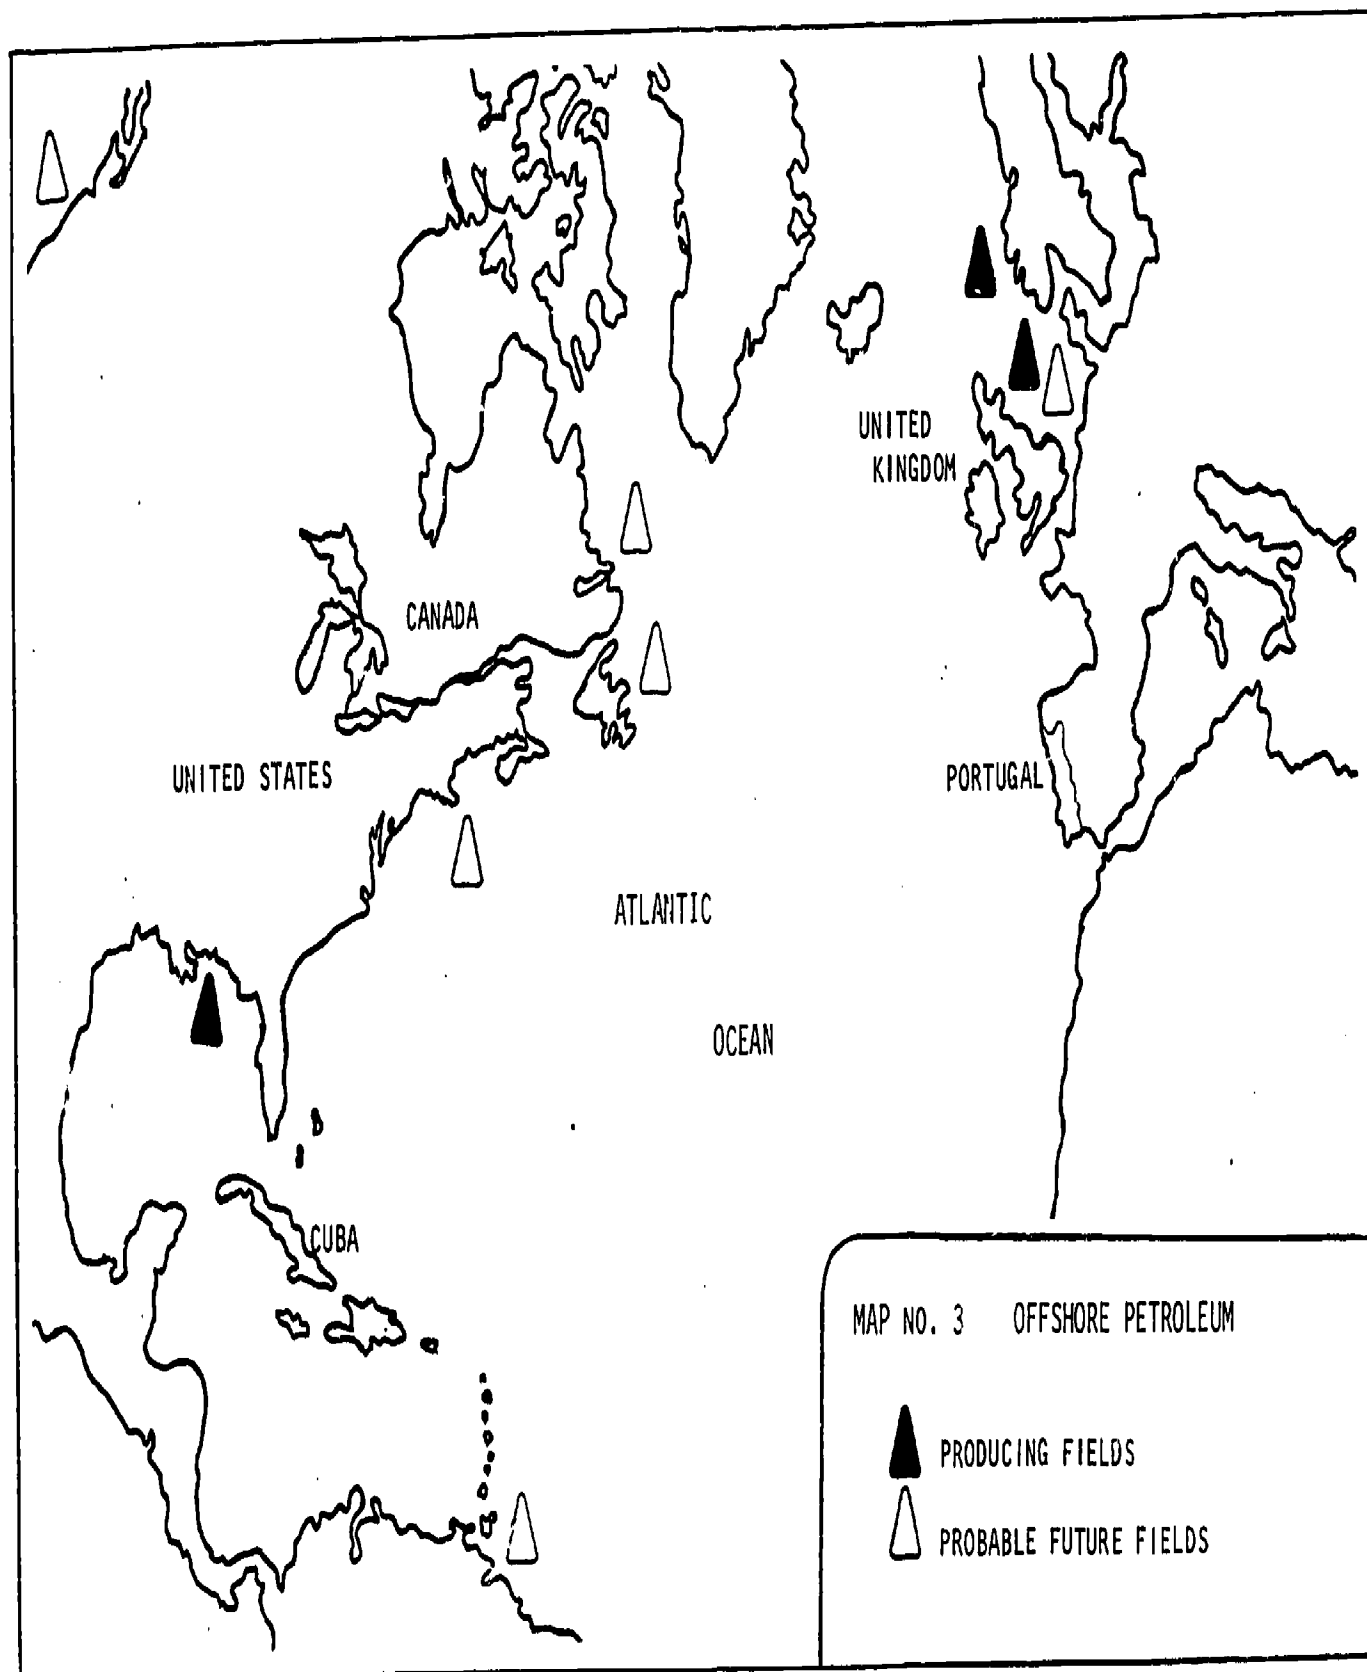 UNITED
KINGDOM
CANADA
UNITED STATES
PORTUGAL
ATLANTIC
OCEAN
CUBA
MAP NO. 3 OFFSHORE PETROLEUM
PRODUCING FIELDS
PROBABLE FUTURE FIELDS